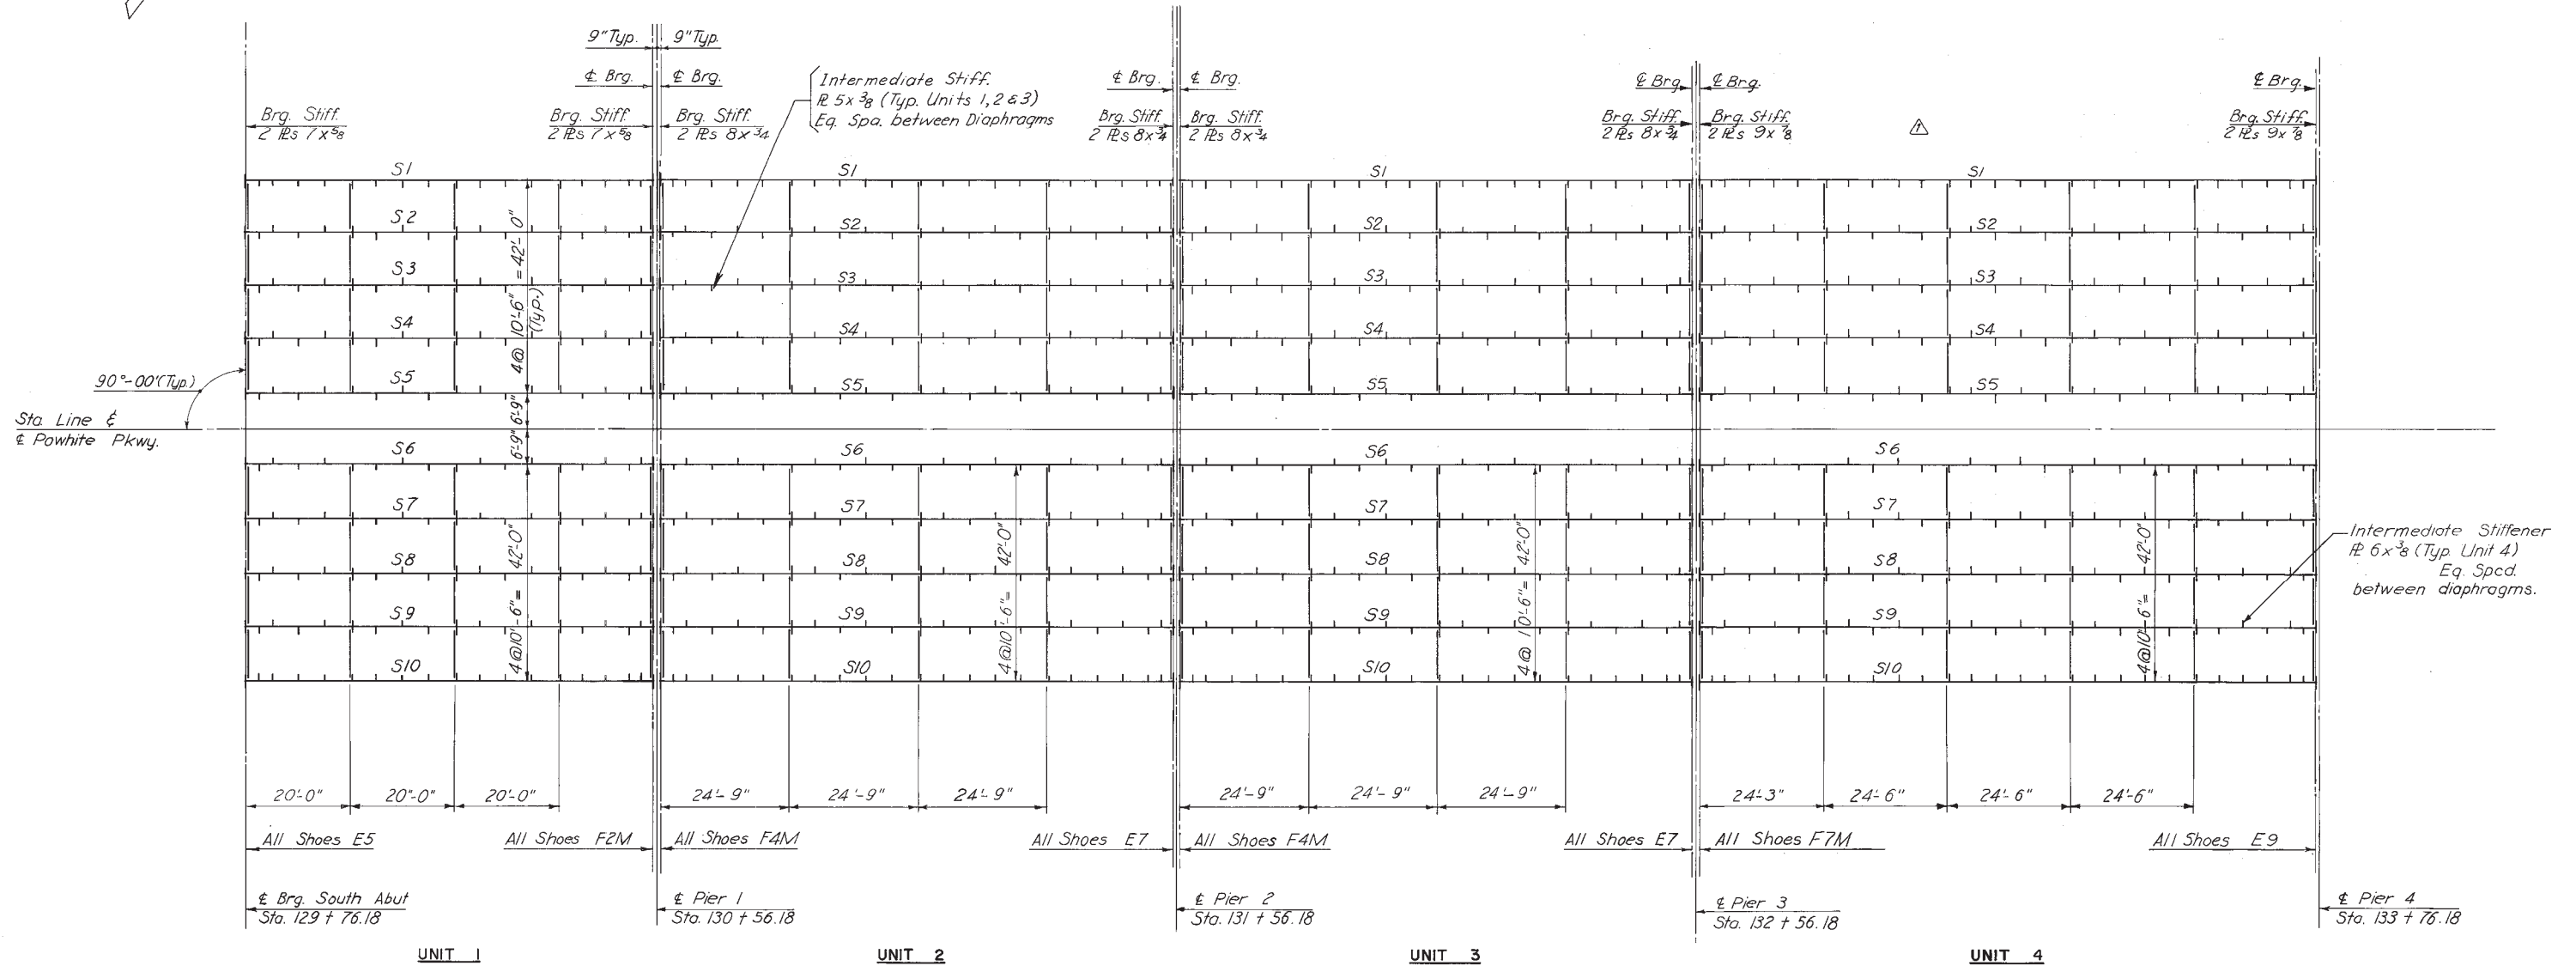 9" Typ. 9" Typ.
℄ Brg. ℄ Brg.
Brg. Stiff.
2 ℞s 7 x ⅝
Brg. Stiff.
2 ℞s 7 x ⅝
Brg. Stiff.
2 ℞s 8 x ¾
Intermediate Stiff.
℞ 5 x ⅜ (Typ. Units 1, 2 & 3)
Eq. Spa. between Diaphragms
℄ Brg. ℄ Brg.
Brg. Stiff.
2 ℞s 8 x ¾
Brg. Stiff.
2 ℞s 8 x ¾
℄ Brg. ℄ Brg.
Brg. Stiff.
2 ℞s 8 x ¾
Brg. Stiff.
2 ℞s 9 x ⅞
℄ Brg.
Brg. Stiff.
2 ℞s 9 x ⅞
S1 S1 S1 S1
S2 S2 S2 S2
S3 S3 S3 S3
S4 S4 S4 S4
S5 S5 S5 S5
4 @ 10'-6" = 42'-0"
(Typ.)
90°-00' (Typ.)
Sta. Line &
℄ Powhite Pkwy.
6'-9"
6'-9"
S6 S6 S6 S6
S7 S7 S7 S7
S8 S8 S8 S8
S9 S9 S9 S9
S10 S10 S10 S10
4 @ 10'-6" = 42'-0"
4 @ 10'-6" = 42'-0"
4 @ 10'-6" = 42'-0"
4 @ 10'-6" = 42'-0"
Intermediate Stiffener
℞ 6 x ⅜ (Typ. Unit 4)
Eq. Spcd.
between diaphragms.
20'-0" 20"-0" 20'-0" 24'-9" 24'-9" 24'-9" 24'-9" 24'-9" 24'-9" 24'-3" 24'-6" 24'-6" 24'-6"
All Shoes E5 All Shoes F2M All Shoes F4M All Shoes E7 All Shoes F4M All Shoes E7 All Shoes F7M All Shoes E9
℄ Brg. South Abut
Sta. 129 + 76.18
℄ Pier 1
Sta. 130 + 56.18
℄ Pier 2
Sta. 131 + 56.18
℄ Pier 3
Sta. 132 + 56.18
℄ Pier 4
Sta. 133 + 76.18
UNIT 1 UNIT 2 UNIT 3 UNIT 4